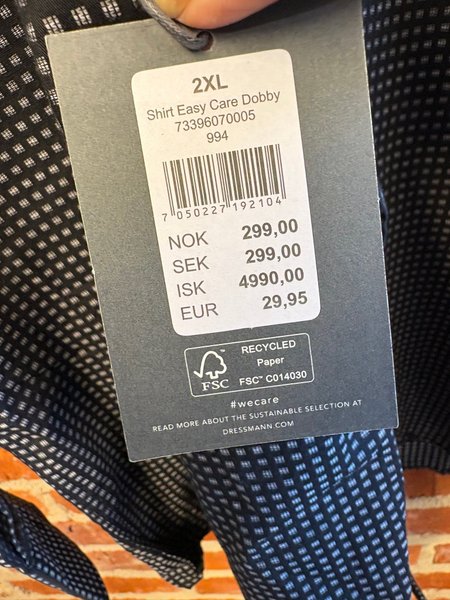 2XL
Shirt Easy Care Dobby
73396070005
994
7 050227 192104
NOK 299,00
SEK 299,00
ISK 4990,00
EUR 29,95
FSC
RECYCLED
Paper
FSC™ C014030
#wecare
READ MORE ABOUT THE SUSTAINABLE SELECTION AT
DRESSMANN.COM